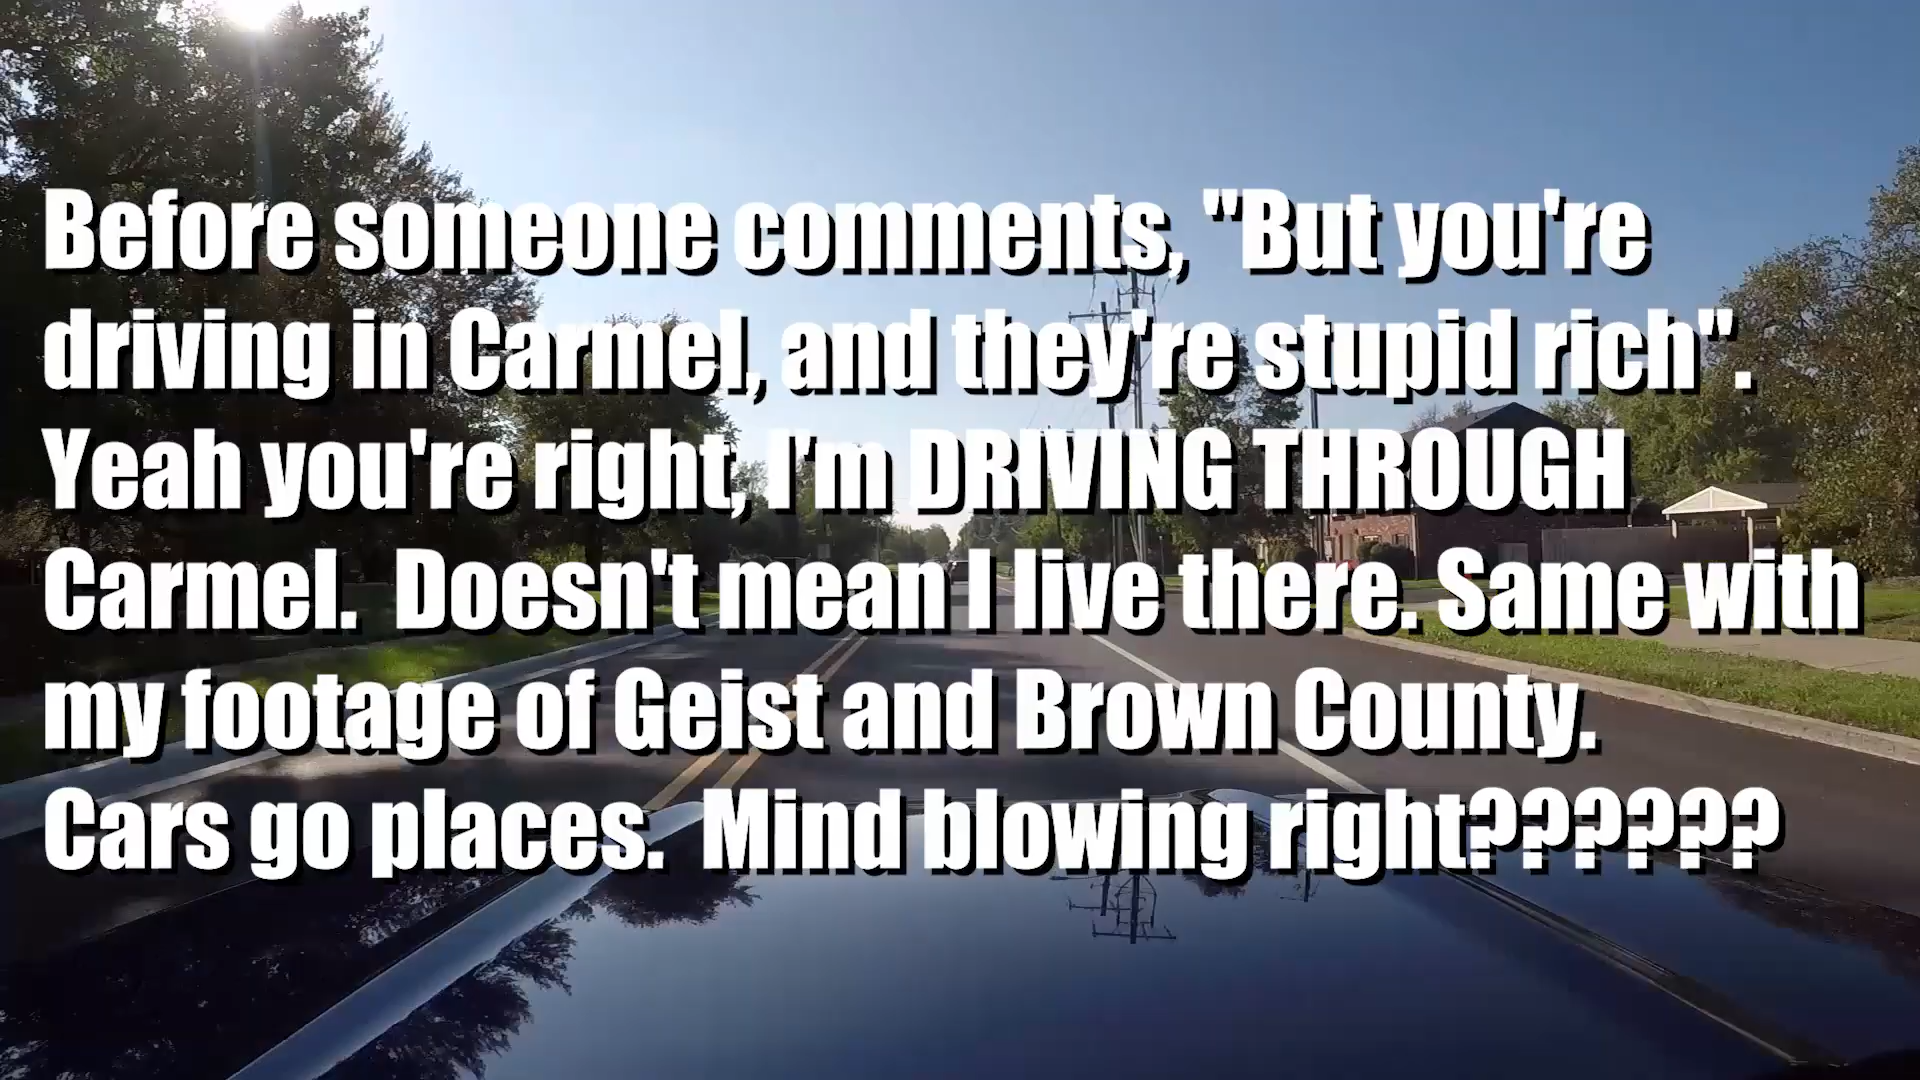 Before someone comments, "But you're
driving in Carmel, and they're stupid rich".
Yeah you're right, I'm DRIVING THROUGH
Carmel.  Doesn't mean I live there. Same with
my footage of Geist and Brown County.
Cars go places.  Mind blowing right??????